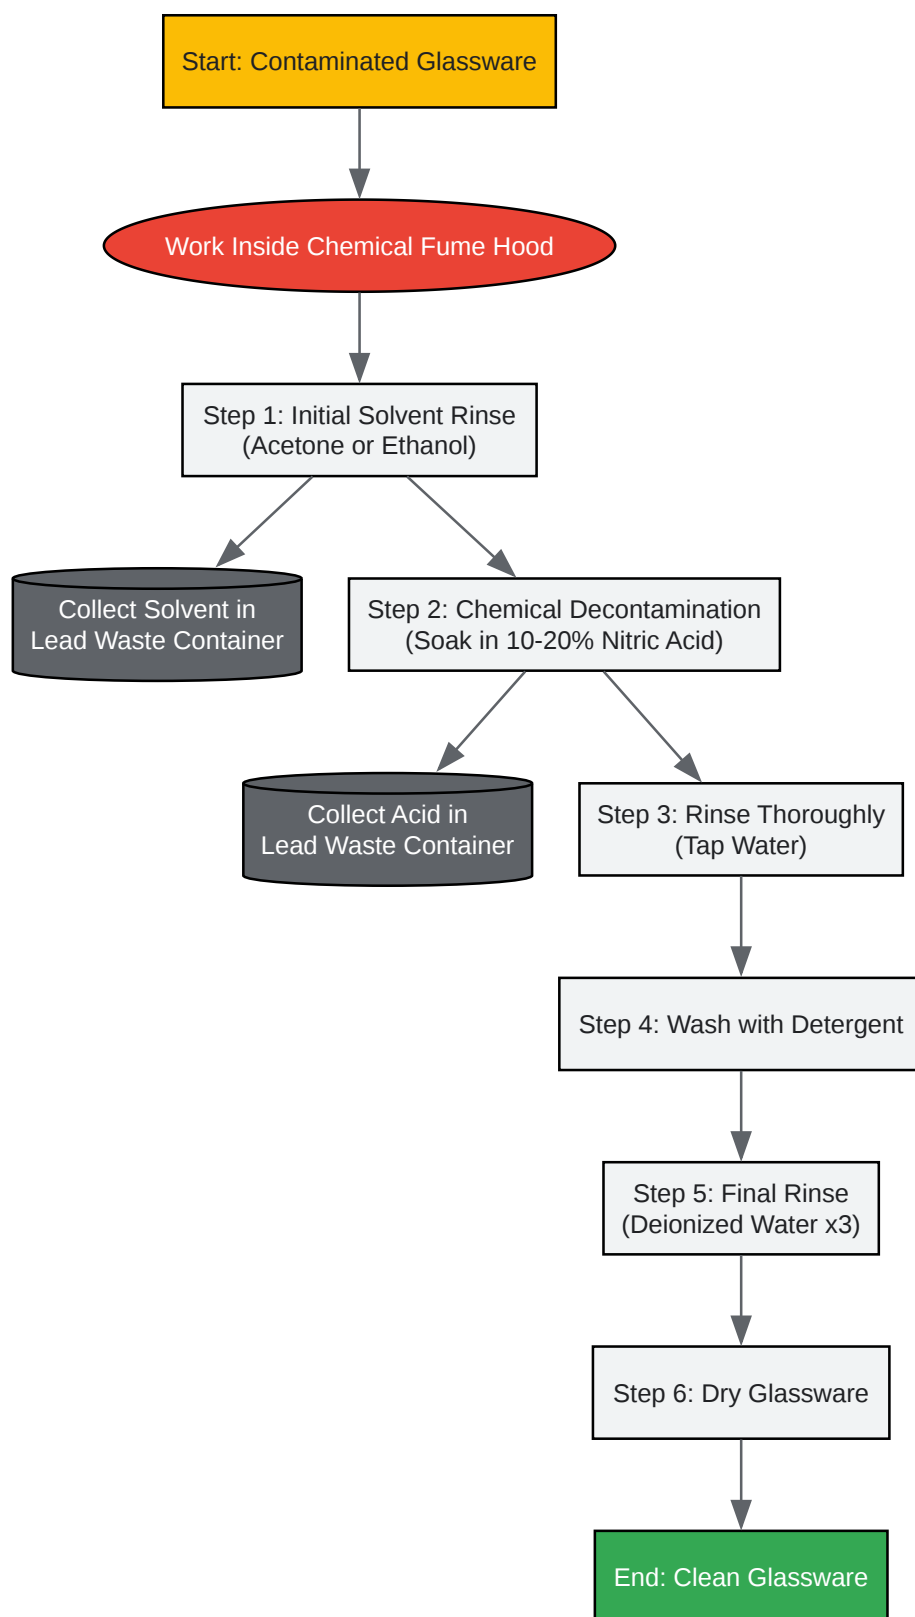 Start: Contaminated Glassware
Work Inside Chemical Fume Hood
Step 1: Initial Solvent Rinse
(Acetone or Ethanol)
Collect Solvent in
Lead Waste Container
Step 2: Chemical Decontamination
(Soak in 10-20% Nitric Acid)
Collect Acid in
Lead Waste Container
Step 3: Rinse Thoroughly
(Tap Water)
Step 4: Wash with Detergent
Step 5: Final Rinse
(Deionized Water x3)
Step 6: Dry Glassware
End: Clean Glassware